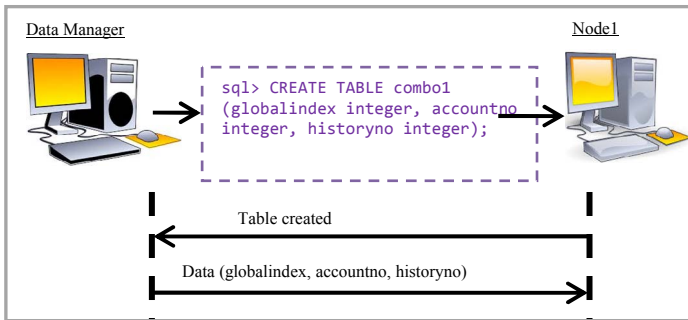 Data Manager
Node1
sql> CREATE TABLE combo1
(globalindex integer, accountno
integer, historyno integer);
Table created
Data (globalindex, accountno, historyno)